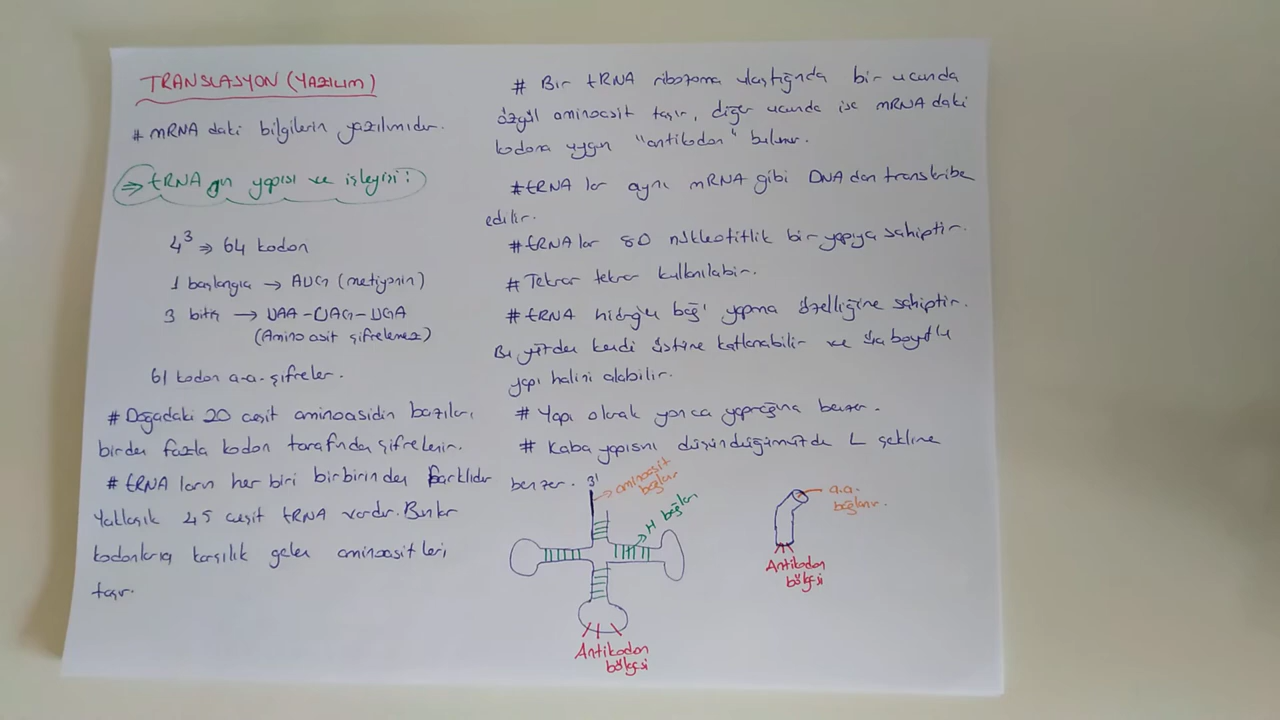 TRANSLASYON (YAZILIM)
# mRNA daki bilgilerin yazılımıdır.
⇒ tRNA nın yapısı ve işleyişi:
4³ ⇒ 64 kodon
1 başlangıç → AUG (metiyonin)
3 bitiş → UAA - UAG - UGA
(Aminoasit şifrelemez)
61 kodon a.a. şifreler.
# Doğadaki 20 çeşit aminoasidin bazıları,
birden fazla kodon tarafından şifrelenir.
# tRNA ların her biri birbirinden farklıdır
Yaklaşık 45 çeşit tRNA vardır. Bunlar
kodonlara karşılık gelen aminoasitleri,
taşır.
# Bir tRNA ribozoma ulaştığında bir ucunda
özgül aminoasit taşır, diğer ucunda ise mRNA daki
kodona uygun "antikodon" bulunur.
# tRNA lar aynı mRNA gibi DNA dan transkribe
edilir.
# tRNA lar 80 nükleotitlik bir yapıya sahiptir.
# Tekrar tekrar kullanılabilir.
# tRNA hidrojen bağı yapma özelliğine sahiptir.
Bu yüzden kendi üstüne katlanabilir ve üç boyutlu
yapı halini alabilir.
# Yapı olarak yonca yaprağına benzer.
# Kaba yapısını düşündüğümüzde L şekline
benzer.
3'
aminoasit
bağlanır
H bağları
Antikodon
bölgesi
a.a.
bağlanır.
Antikodon
bölgesi